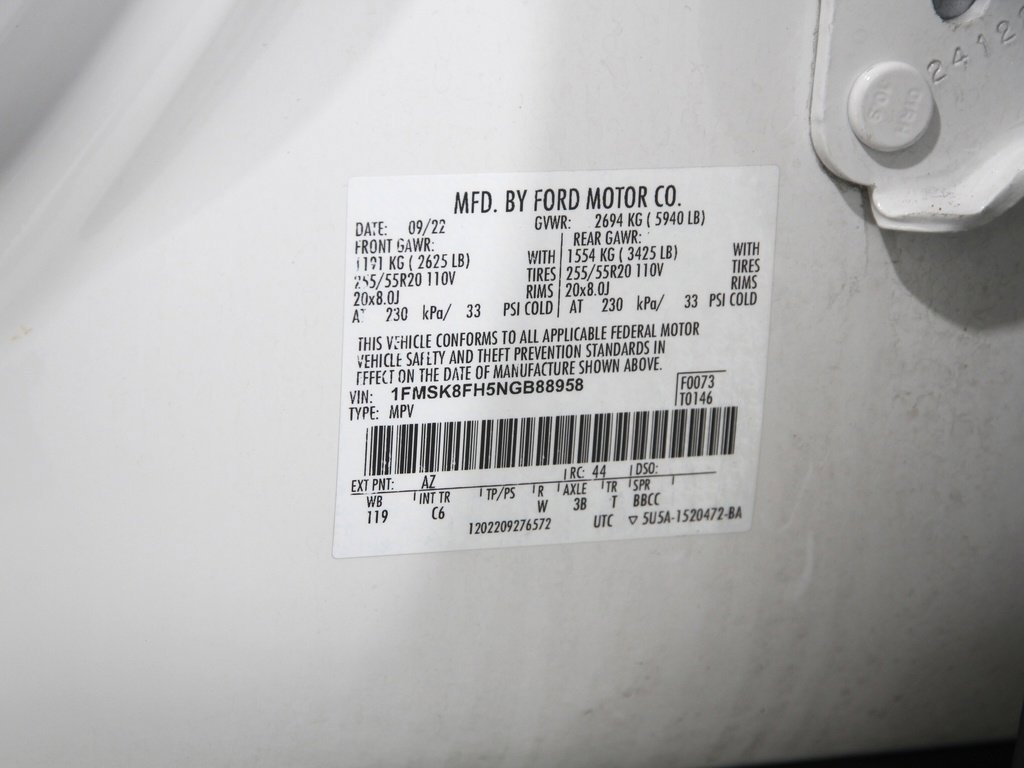 MFD. BY FORD MOTOR CO.
DATE: 09/22 GVWR: 2694 KG ( 5940 LB)
FRONT GAWR: REAR GAWR:
1191 KG ( 2625 LB) WITH 1554 KG ( 3425 LB) WITH
255/55R20 110V TIRES 255/55R20 110V TIRES
20x8.0J RIMS 20x8.0J RIMS
AT 230 kPa/ 33 PSI COLD AT 230 kPa/ 33 PSI COLD
THIS VEHICLE CONFORMS TO ALL APPLICABLE FEDERAL MOTOR
VEHICLE SAFETY AND THEFT PREVENTION STANDARDS IN
EFFECT ON THE DATE OF MANUFACTURE SHOWN ABOVE.
VIN: 1FMSK8FH5NGB88958 F0073
TYPE: MPV T0146
EXT PNT: AZ RC: 44 DSO:
WB INT TR TP/PS R AXLE TR SPR
119 C6 W 3B T BBCC
1202209276572 UTC ▽ 5U5A-1520472-BA
2412
10.9